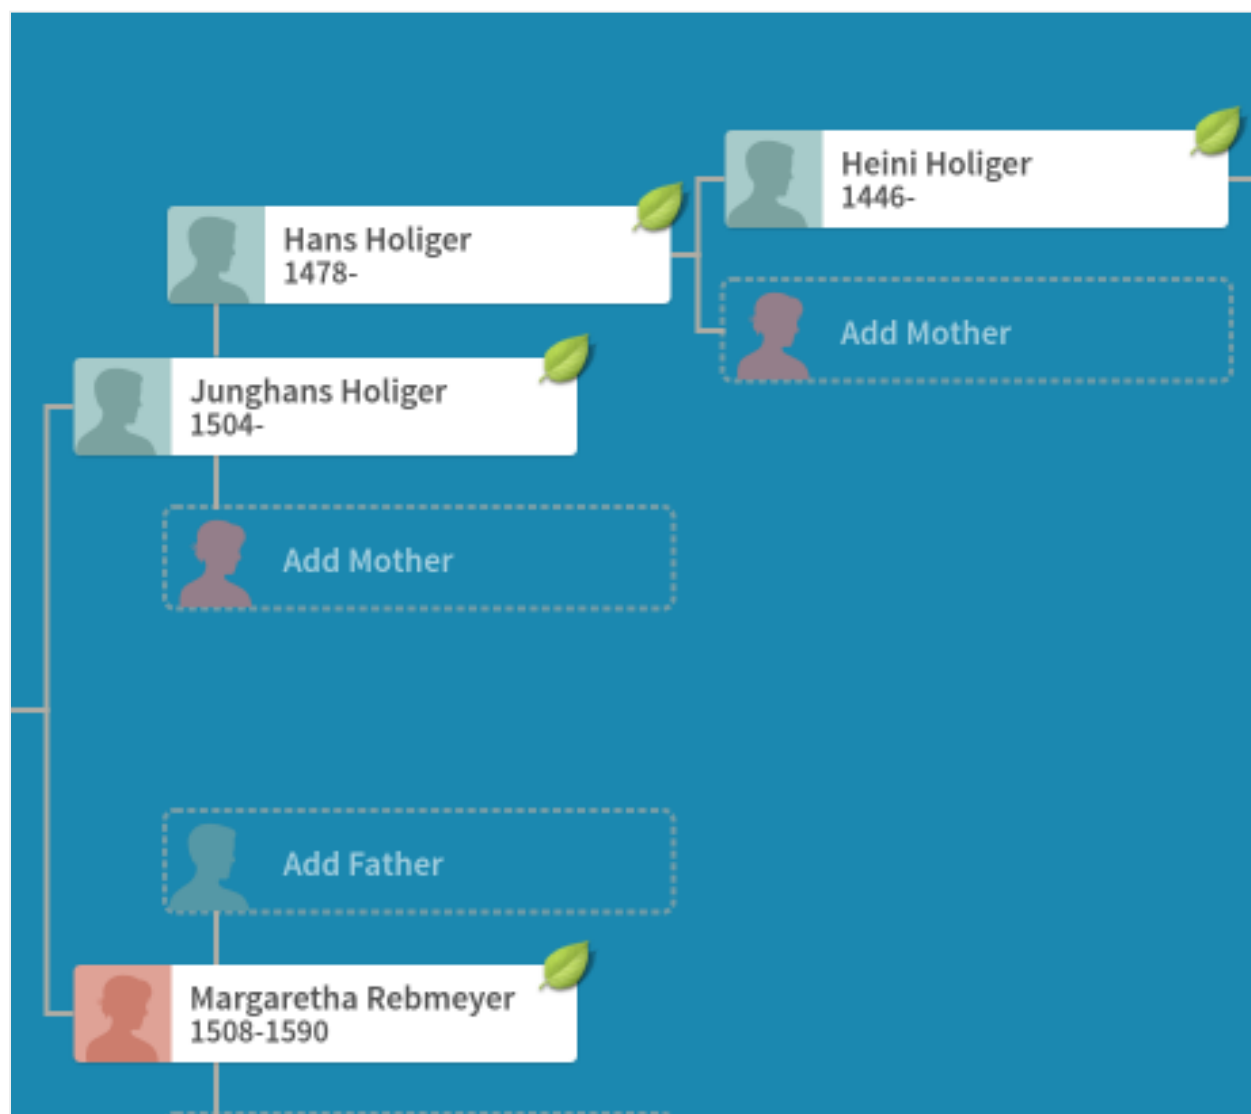 Heini Holiger
1446-
Hans Holiger
1478-
Add Mother
Junghans Holiger
1504-
Add Mother
Add Father
Margaretha Rebmeyer
1508-1590